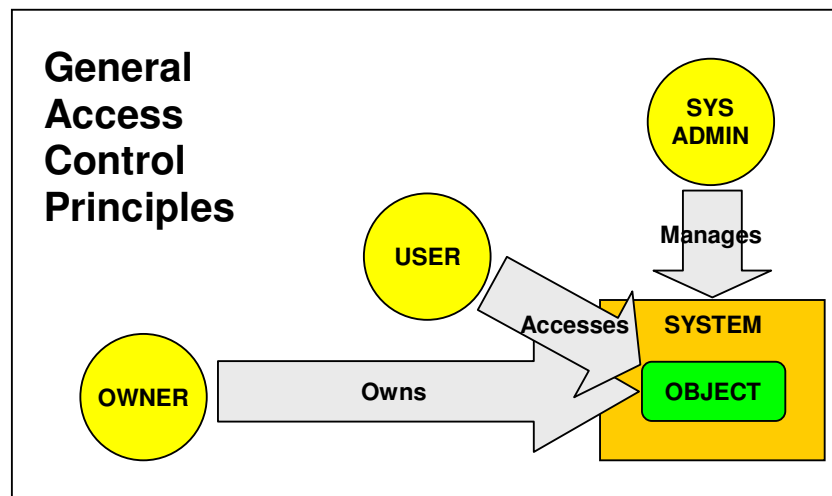 General
Access
Control
Principles
SYS
ADMIN
Manages
USER
Accesses
SYSTEM
OWNER
Owns
OBJECT